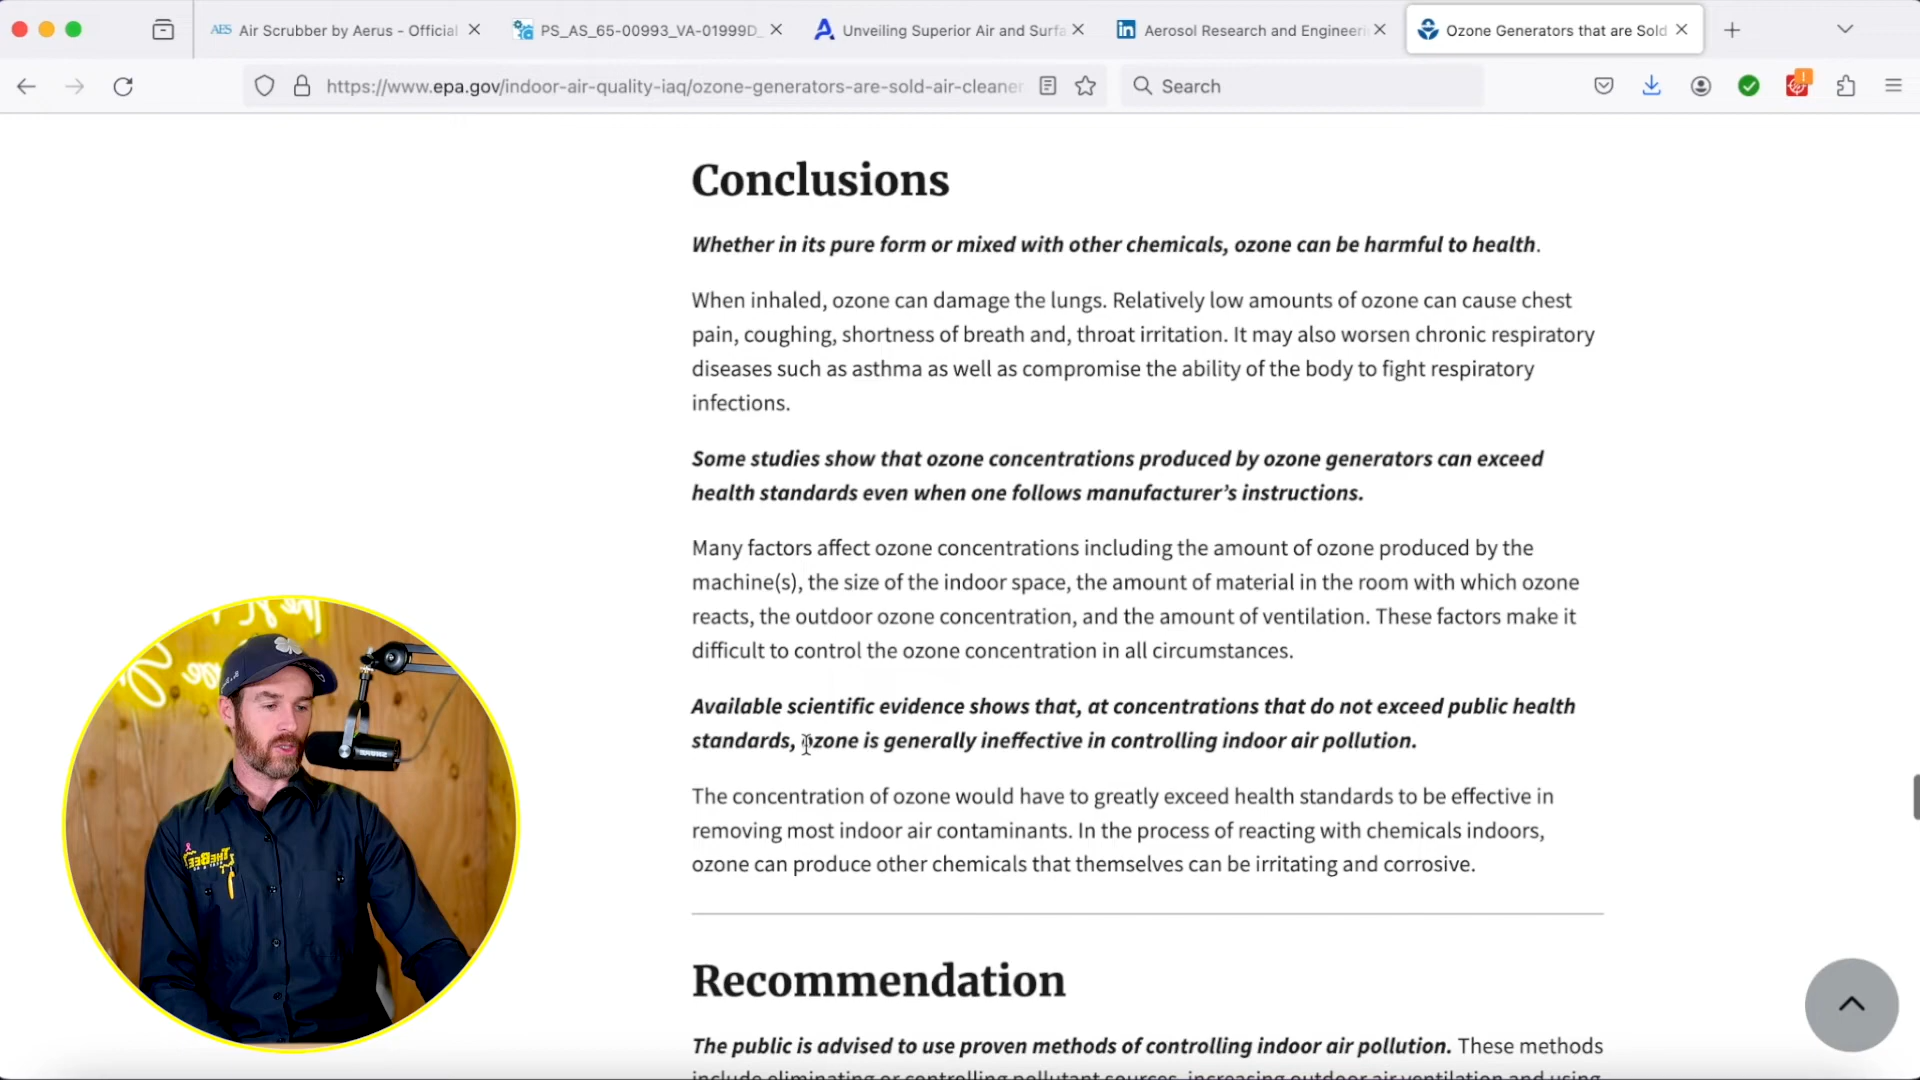 Air Scrubber by Aerus - Official
PS_AS_65-00993_VA-01999D_
Unveiling Superior Air and Surfa
Aerosol Research and Engineeri
Ozone Generators that are Sold
https://www.epa.gov/indoor-air-quality-iaq/ozone-generators-are-sold-air-cleaner
Search
Conclusions
Whether in its pure form or mixed with other chemicals, ozone can be harmful to health.
When inhaled, ozone can damage the lungs. Relatively low amounts of ozone can cause chest
pain, coughing, shortness of breath and, throat irritation. It may also worsen chronic respiratory
diseases such as asthma as well as compromise the ability of the body to fight respiratory
infections.
Some studies show that ozone concentrations produced by ozone generators can exceed
health standards even when one follows manufacturer's instructions.
Many factors affect ozone concentrations including the amount of ozone produced by the
machine(s), the size of the indoor space, the amount of material in the room with which ozone
reacts, the outdoor ozone concentration, and the amount of ventilation. These factors make it
difficult to control the ozone concentration in all circumstances.
Available scientific evidence shows that, at concentrations that do not exceed public health
standards, ozone is generally ineffective in controlling indoor air pollution.
The concentration of ozone would have to greatly exceed health standards to be effective in
removing most indoor air contaminants. In the process of reacting with chemicals indoors,
ozone can produce other chemicals that themselves can be irritating and corrosive.
Recommendation
The public is advised to use proven methods of controlling indoor air pollution. These methods
include eliminating or controlling pollutant sources, increasing outdoor air ventilation and using